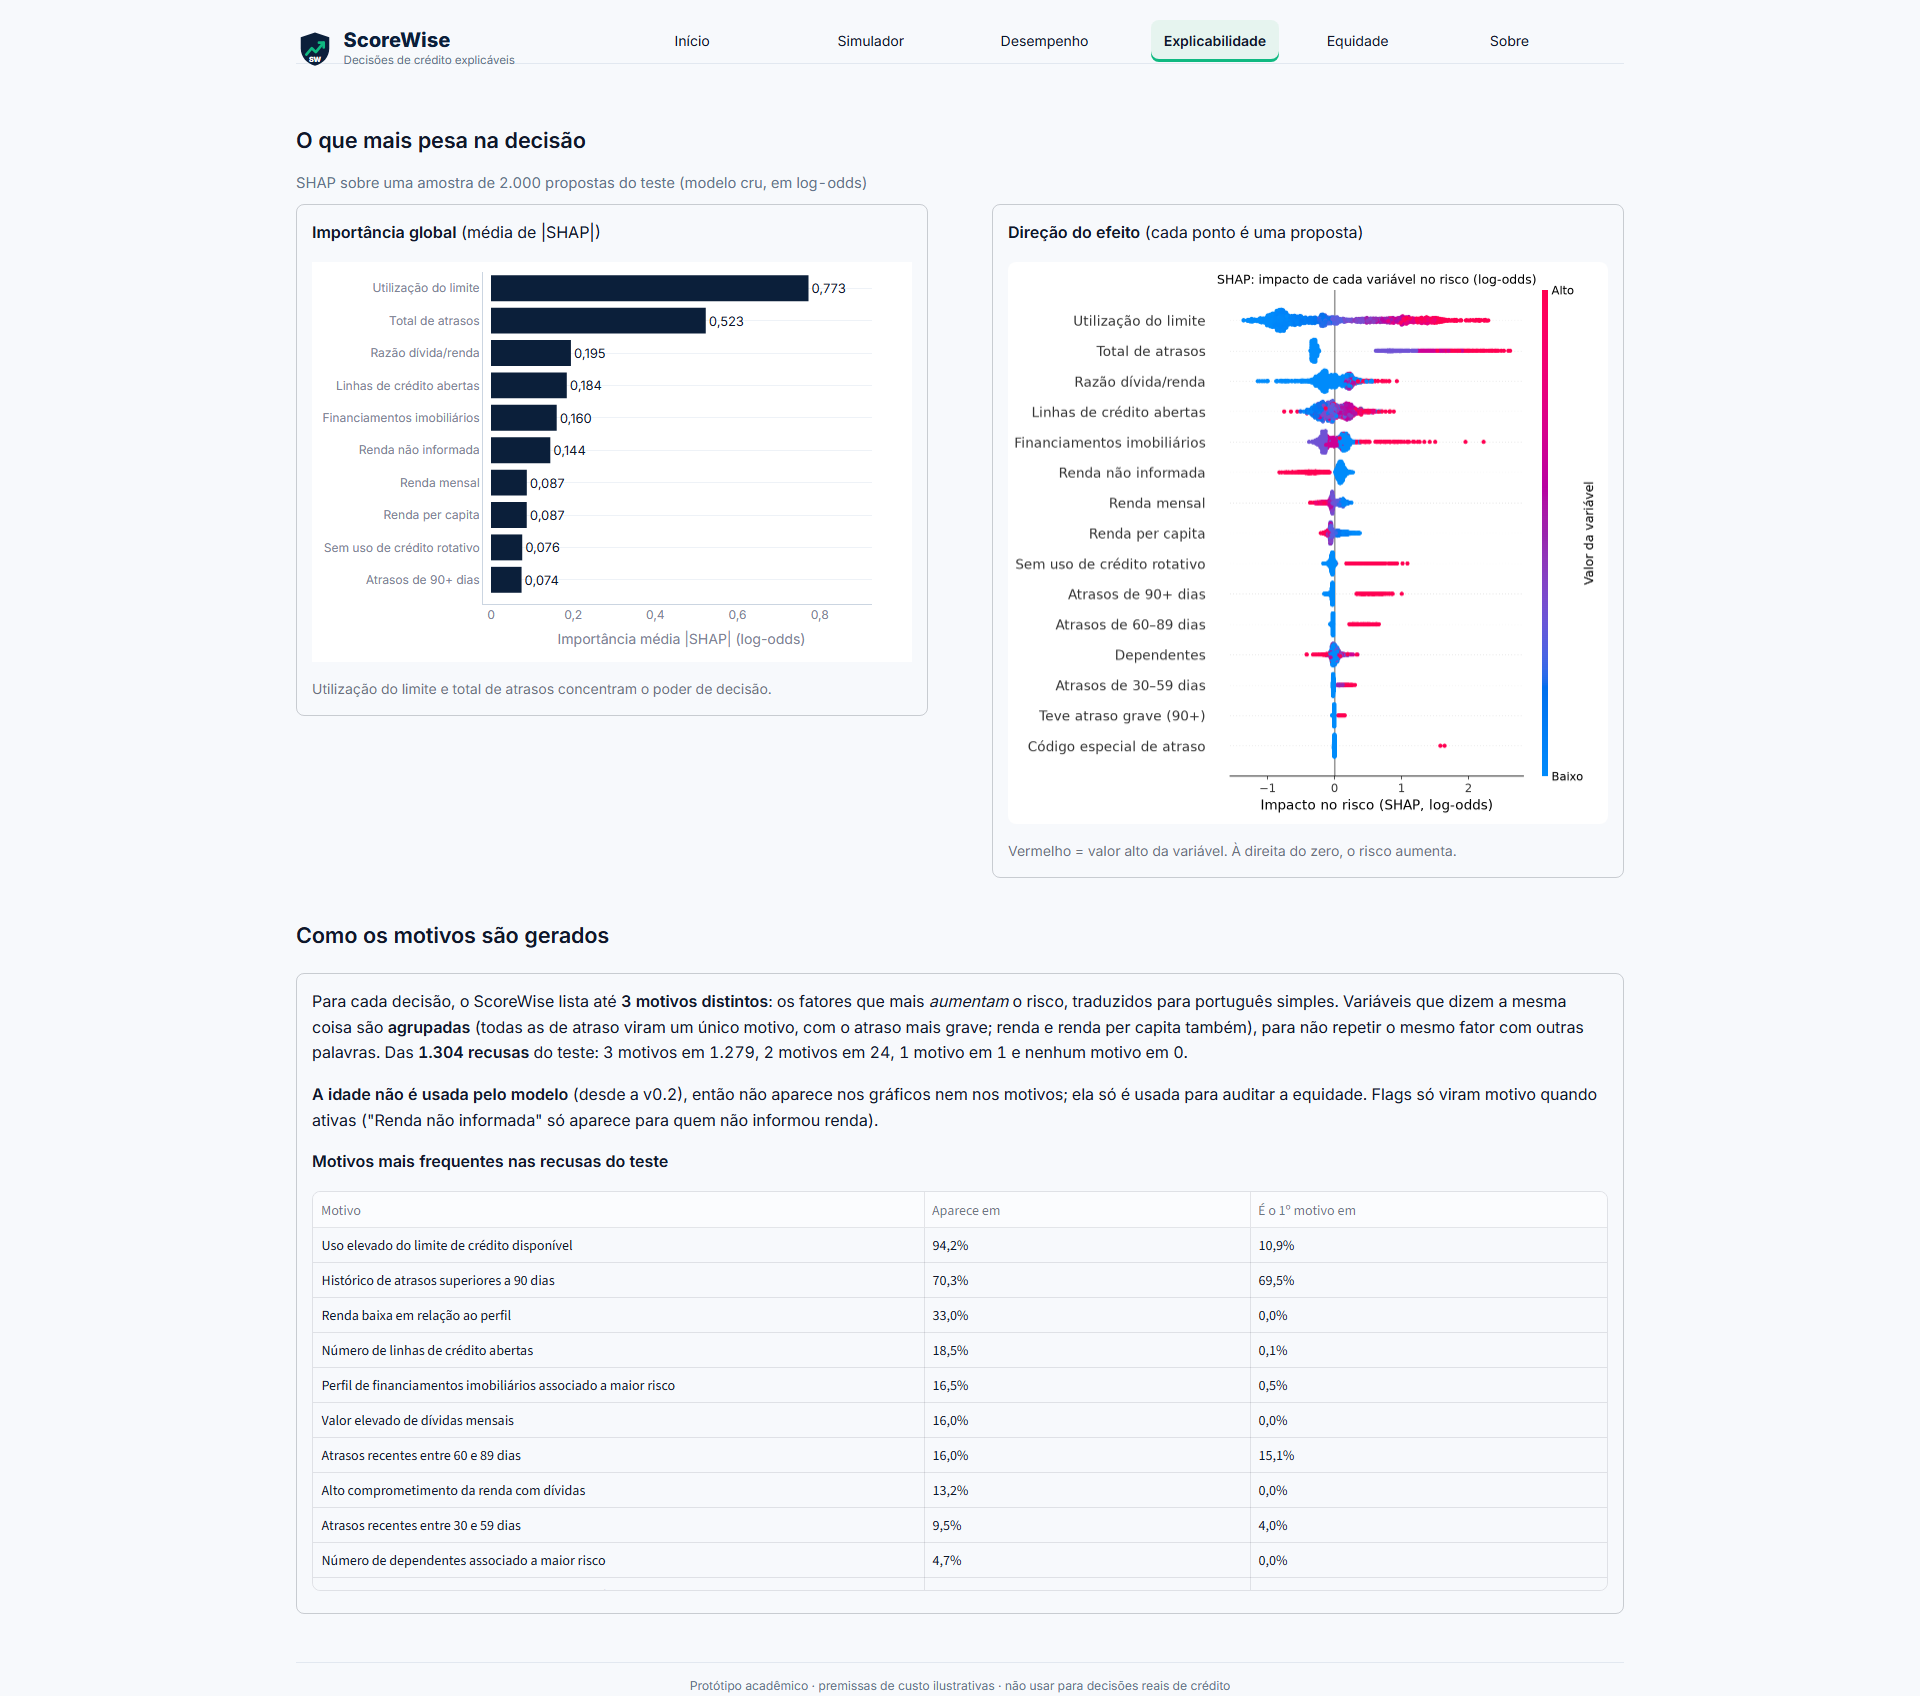 ScoreWise
Decisões de crédito explicáveis
SW
Início
Simulador
Desempenho
Explicabilidade
Equidade
Sobre
O que mais pesa na decisão
SHAP sobre uma amostra de 2.000 propostas do teste (modelo cru, em log-odds)
Importância global (média de |SHAP|)
Utilização do limite 0,773
Total de atrasos 0,523
Razão dívida/renda 0,195
Linhas de crédito abertas 0,184
Financiamentos imobiliários 0,160
Renda não informada 0,144
Renda mensal 0,087
Renda per capita 0,087
Sem uso de crédito rotativo 0,076
Atrasos de 90+ dias 0,074
0 0,2 0,4 0,6 0,8
Importância média |SHAP| (log-odds)
Utilização do limite e total de atrasos concentram o poder de decisão.
Direção do efeito (cada ponto é uma proposta)
SHAP: impacto de cada variável no risco (log-odds)
Alto
Utilização do limite
Total de atrasos
Razão dívida/renda
Linhas de crédito abertas
Financiamentos imobiliários
Renda não informada
Renda mensal
Renda per capita
Sem uso de crédito rotativo
Atrasos de 90+ dias
Atrasos de 60–89 dias
Dependentes
Atrasos de 30–59 dias
Teve atraso grave (90+)
Código especial de atraso
Valor da variável
Baixo
−1 0 1 2
Impacto no risco (SHAP, log-odds)
Vermelho = valor alto da variável. À direita do zero, o risco aumenta.
Como os motivos são gerados
Para cada decisão, o ScoreWise lista até 3 motivos distintos: os fatores que mais aumentam o risco, traduzidos para português simples. Variáveis que dizem a mesma
coisa são agrupadas (todas as de atraso viram um único motivo, com o atraso mais grave; renda e renda per capita também), para não repetir o mesmo fator com outras
palavras. Das 1.304 recusas do teste: 3 motivos em 1.279, 2 motivos em 24, 1 motivo em 1 e nenhum motivo em 0.
A idade não é usada pelo modelo (desde a v0.2), então não aparece nos gráficos nem nos motivos; ela só é usada para auditar a equidade. Flags só viram motivo quando
ativas ("Renda não informada" só aparece para quem não informou renda).
Motivos mais frequentes nas recusas do teste
Motivo Aparece em É o 1º motivo em
Uso elevado do limite de crédito disponível 94,2% 10,9%
Histórico de atrasos superiores a 90 dias 70,3% 69,5%
Renda baixa em relação ao perfil 33,0% 0,0%
Número de linhas de crédito abertas 18,5% 0,1%
Perfil de financiamentos imobiliários associado a maior risco 16,5% 0,5%
Valor elevado de dívidas mensais 16,0% 0,0%
Atrasos recentes entre 60 e 89 dias 16,0% 15,1%
Alto comprometimento da renda com dívidas 13,2% 0,0%
Atrasos recentes entre 30 e 59 dias 9,5% 4,0%
Número de dependentes associado a maior risco 4,7% 0,0%
Protótipo acadêmico · premissas de custo ilustrativas · não usar para decisões reais de crédito